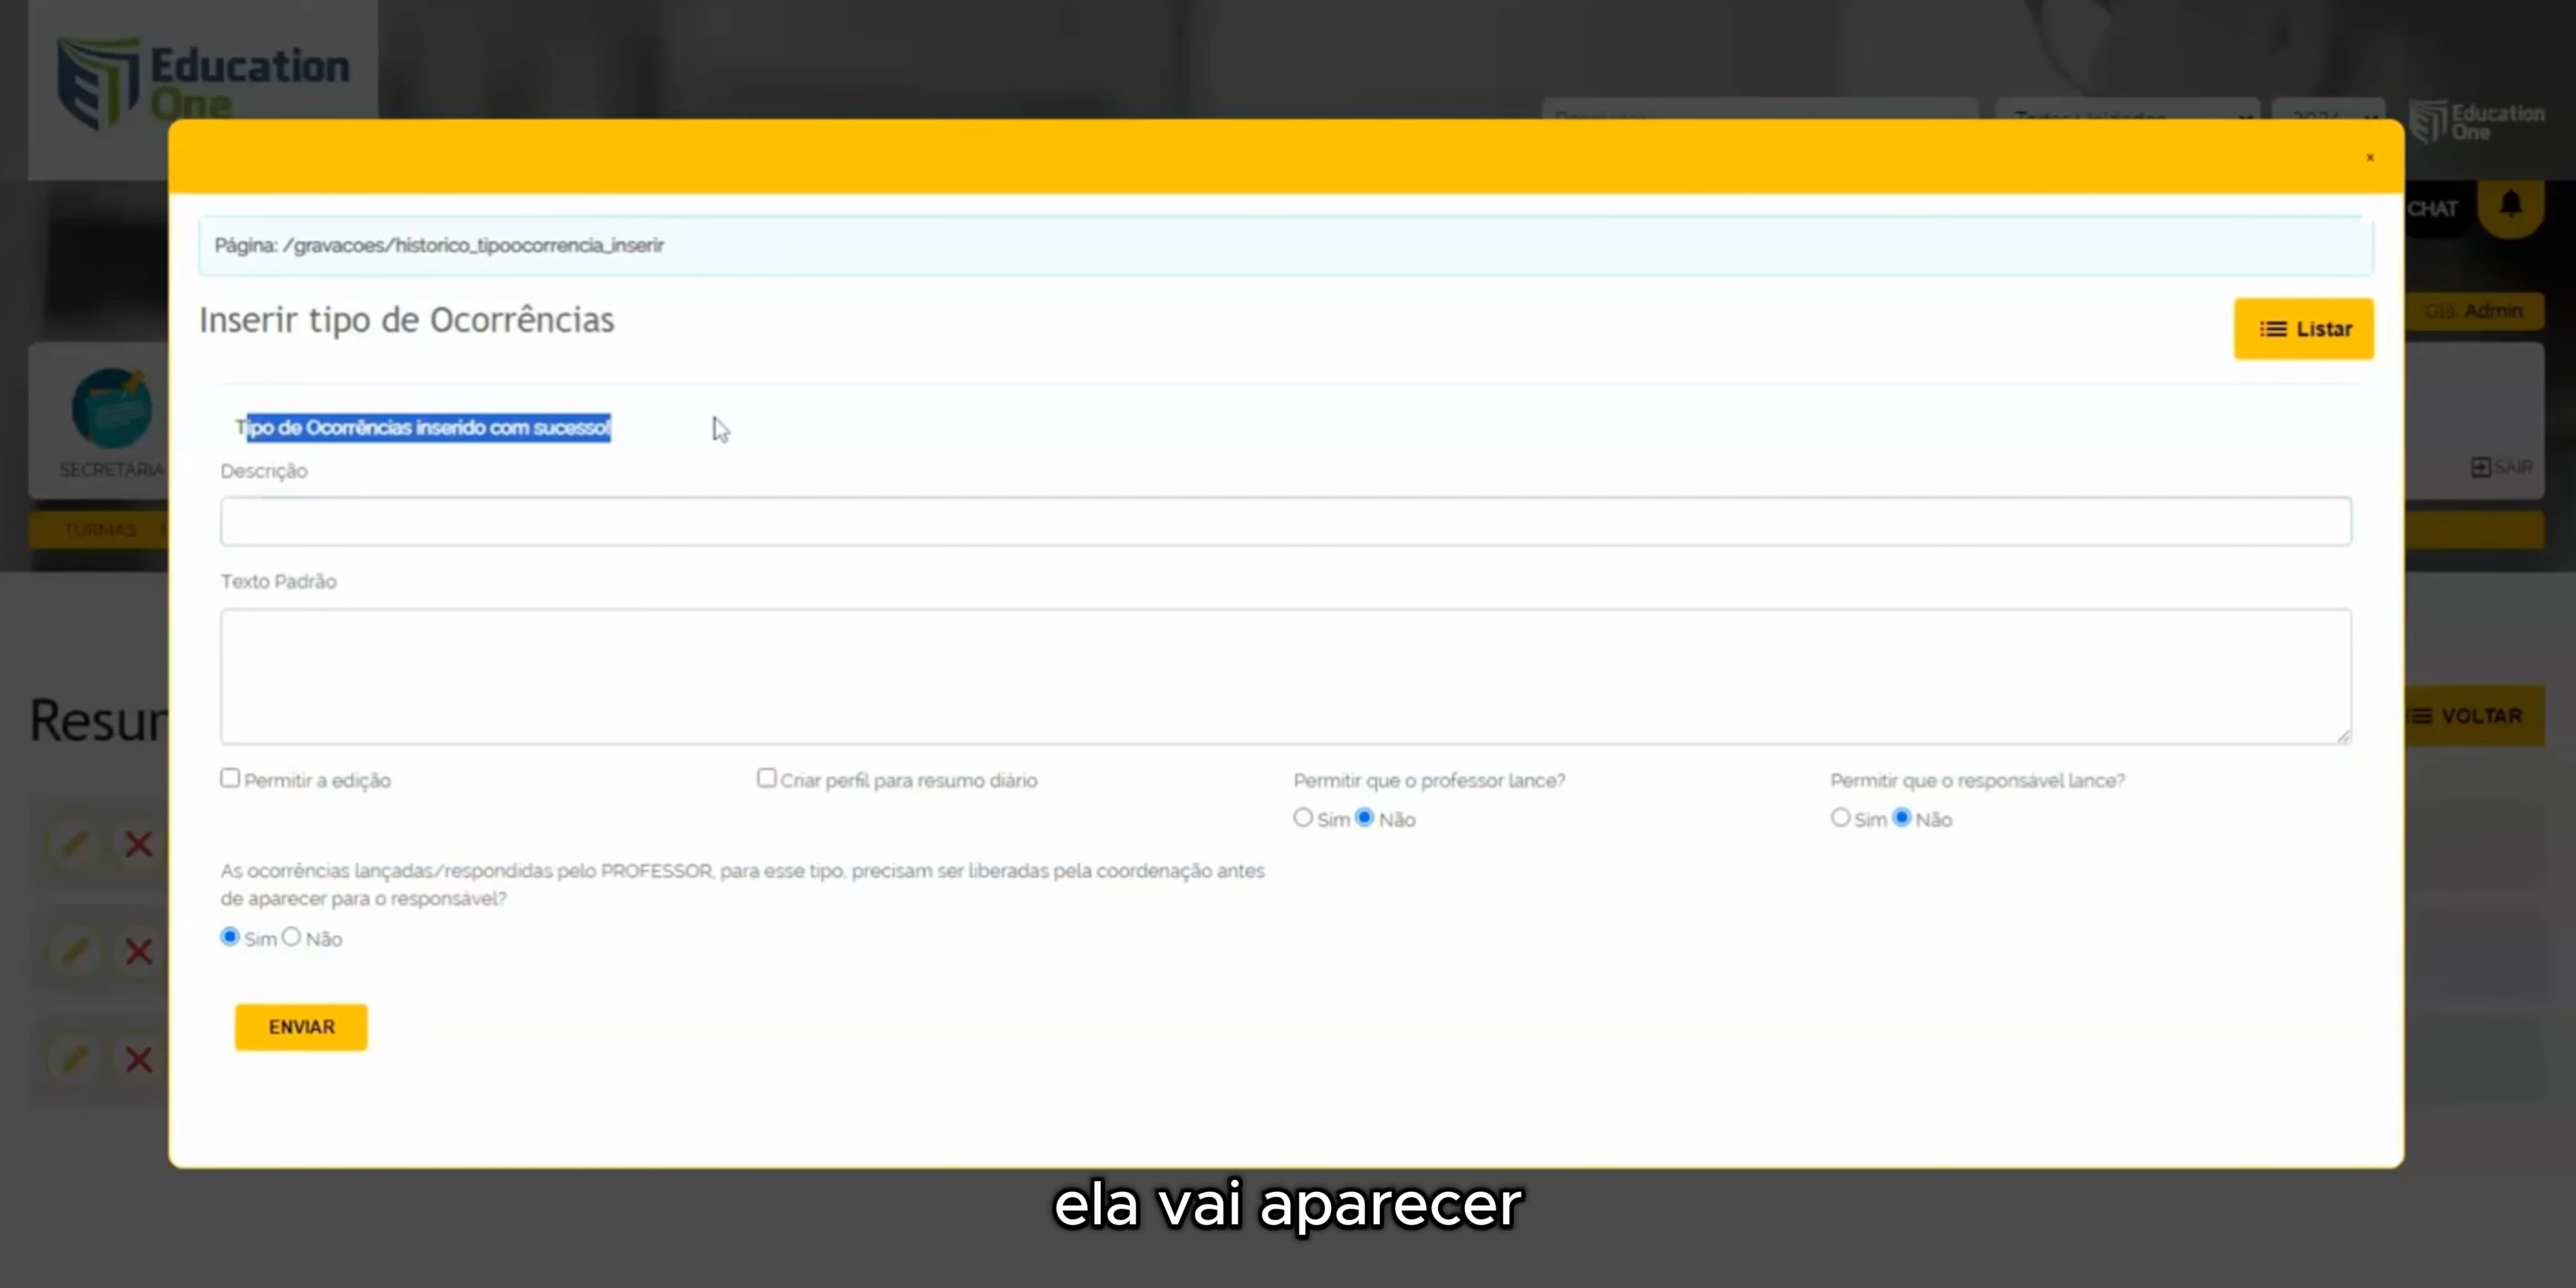 Education
One
Education
One
CHAT
Página: /gravacoes/historico_tipoocorrencia_inserir
Inserir tipo de Ocorrências
Listar
Olá, Admin
Tipo de Ocorrências inserido com sucesso!
SECRETARIA
SAIR
Descrição
TURMAS
Texto Padrão
Resum
VOLTAR
Permitir a edição
Criar perfil para resumo diário
Permitir que o professor lance?
Permitir que o responsável lance?
Sim Não
Sim Não
As ocorrências lançadas/respondidas pelo PROFESSOR, para esse tipo, precisam ser liberadas pela coordenação antes
de aparecer para o responsável?
Sim Não
ENVIAR
ela vai aparecer